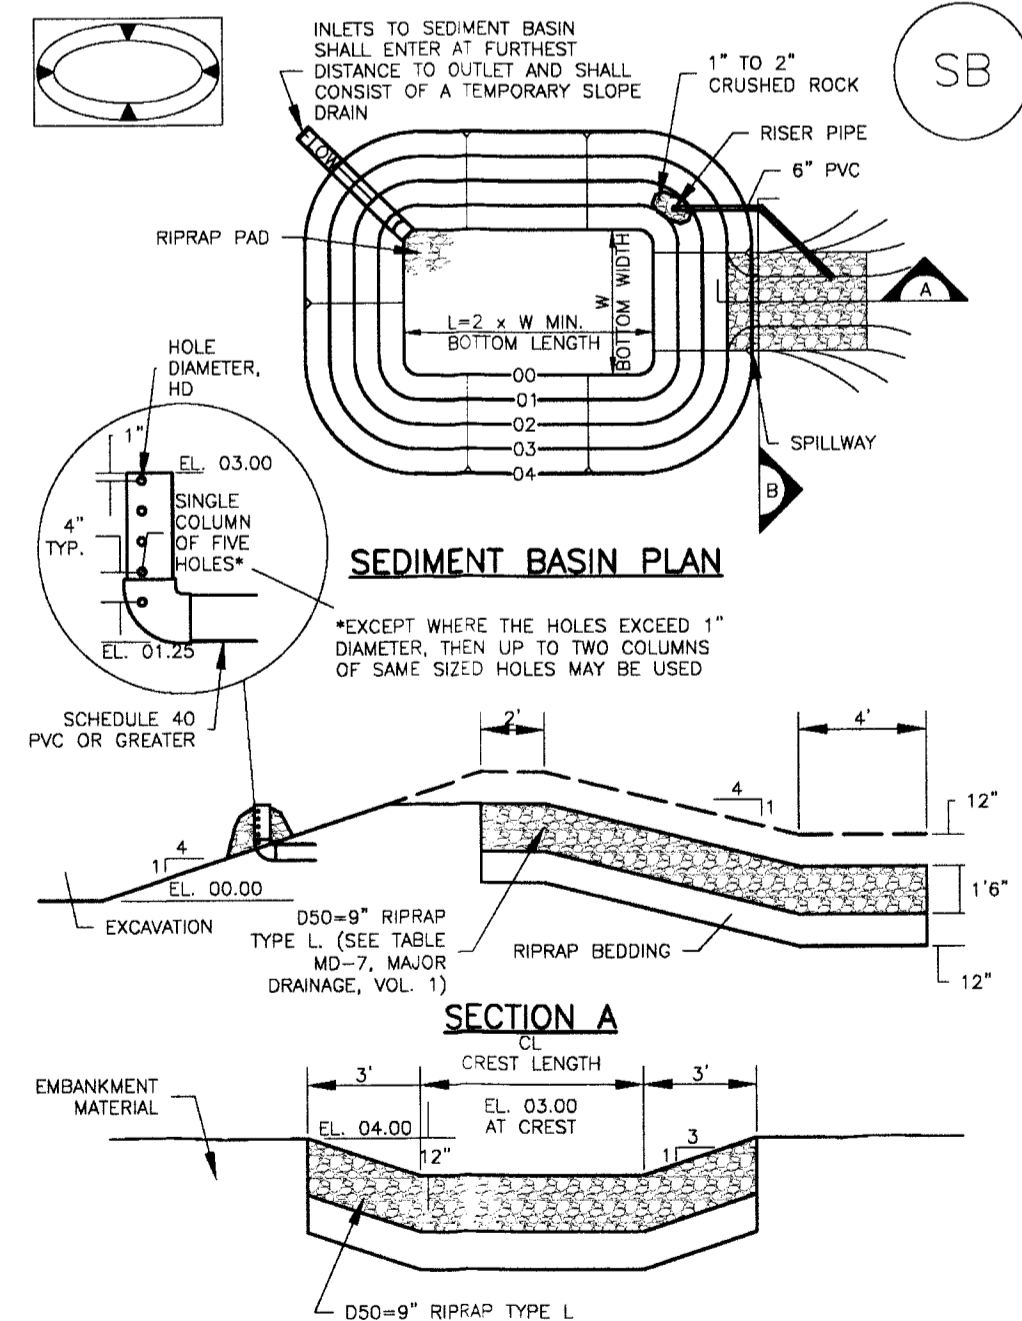 INLETS TO SEDIMENT BASIN
SHALL ENTER AT FURTHEST
DISTANCE TO OUTLET AND SHALL
CONSIST OF A TEMPORARY SLOPE
DRAIN
SB
1" TO 2"
CRUSHED ROCK
RISER PIPE
6" PVC
FLOW
RIPRAP PAD
W
BOTTOM WIDTH
L=2 x W MIN.
BOTTOM LENGTH
A
00
01
02
03
04
SPILLWAY
B
HOLE
DIAMETER,
HD
1"
EL. 03.00
4"
TYP.
SINGLE
COLUMN
OF FIVE
HOLES*
EL. 01.25
SEDIMENT BASIN PLAN
*EXCEPT WHERE THE HOLES EXCEED 1"
DIAMETER, THEN UP TO TWO COLUMNS
OF SAME SIZED HOLES MAY BE USED
SCHEDULE 40
PVC OR GREATER
2'
4'
4
1
12"
1'6"
12"
4
1
EL. 00.00
EXCAVATION
D50=9" RIPRAP
TYPE L. (SEE TABLE
MD-7, MAJOR
DRAINAGE, VOL. 1)
RIPRAP BEDDING
SECTION A
CL
CREST LENGTH
3'
3'
EMBANKMENT
MATERIAL
EL. 04.00
EL. 03.00
AT CREST
12"
3
1
D50=9" RIPRAP TYPE L